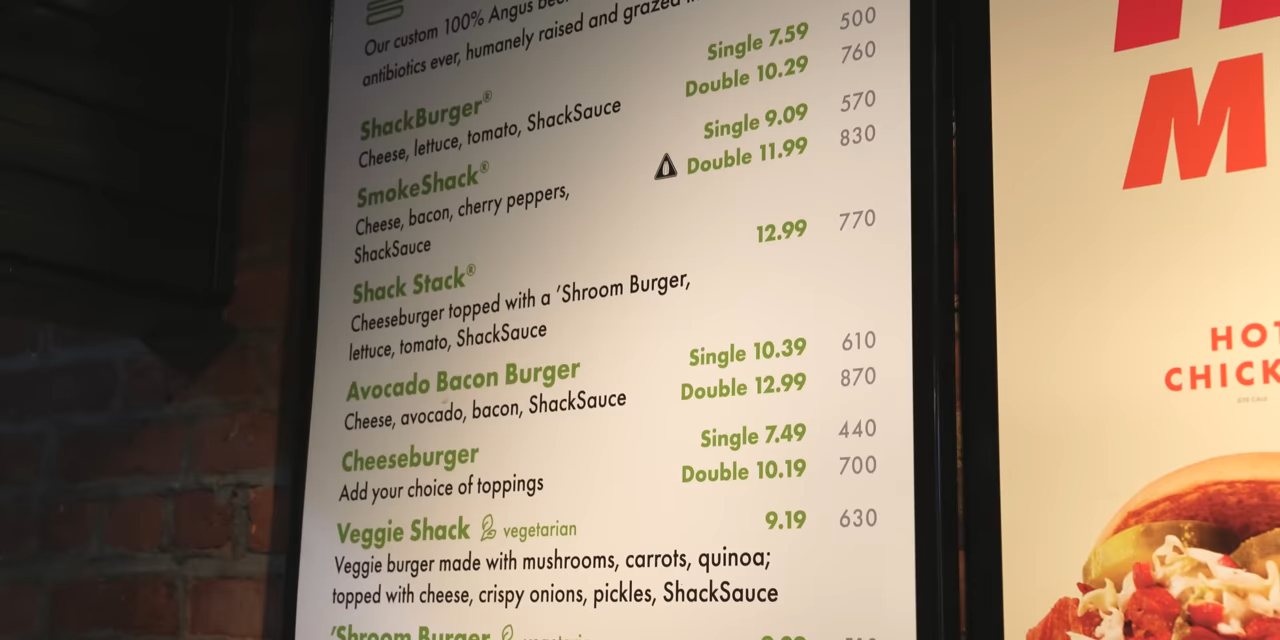 Our custom 100% Angus
antibiotics ever, humanely raised and grazed
ShackBurger® Single 7.59 500
Cheese, lettuce, tomato, ShackSauce Double 10.29 760
SmokeShack® Single 9.09 570
Cheese, bacon, cherry peppers, Double 11.99 830
ShackSauce
Shack Stack® 12.99 770
Cheeseburger topped with a 'Shroom Burger,
lettuce, tomato, ShackSauce
Avocado Bacon Burger Single 10.39 610
Cheese, avocado, bacon, ShackSauce Double 12.99 870
Cheeseburger Single 7.49 440
Add your choice of toppings Double 10.19 700
Veggie Shack vegetarian 9.19 630
Veggie burger made with mushrooms, carrots, quinoa;
topped with cheese, crispy onions, pickles, ShackSauce
'Shroom Burger
M
HOT
CHICK